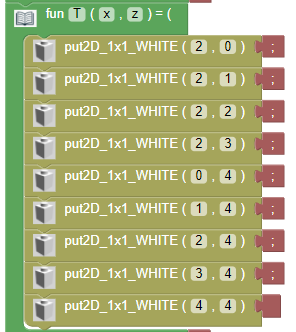 fun T ( x , z ) = (
put2D_1x1_WHITE ( 2 , 0 ) ;
put2D_1x1_WHITE ( 2 , 1 ) ;
put2D_1x1_WHITE ( 2 , 2 ) ;
put2D_1x1_WHITE ( 2 , 3 ) ;
put2D_1x1_WHITE ( 0 , 4 ) ;
put2D_1x1_WHITE ( 1 , 4 ) ;
put2D_1x1_WHITE ( 2 , 4 ) ;
put2D_1x1_WHITE ( 3 , 4 ) ;
put2D_1x1_WHITE ( 4 , 4 )